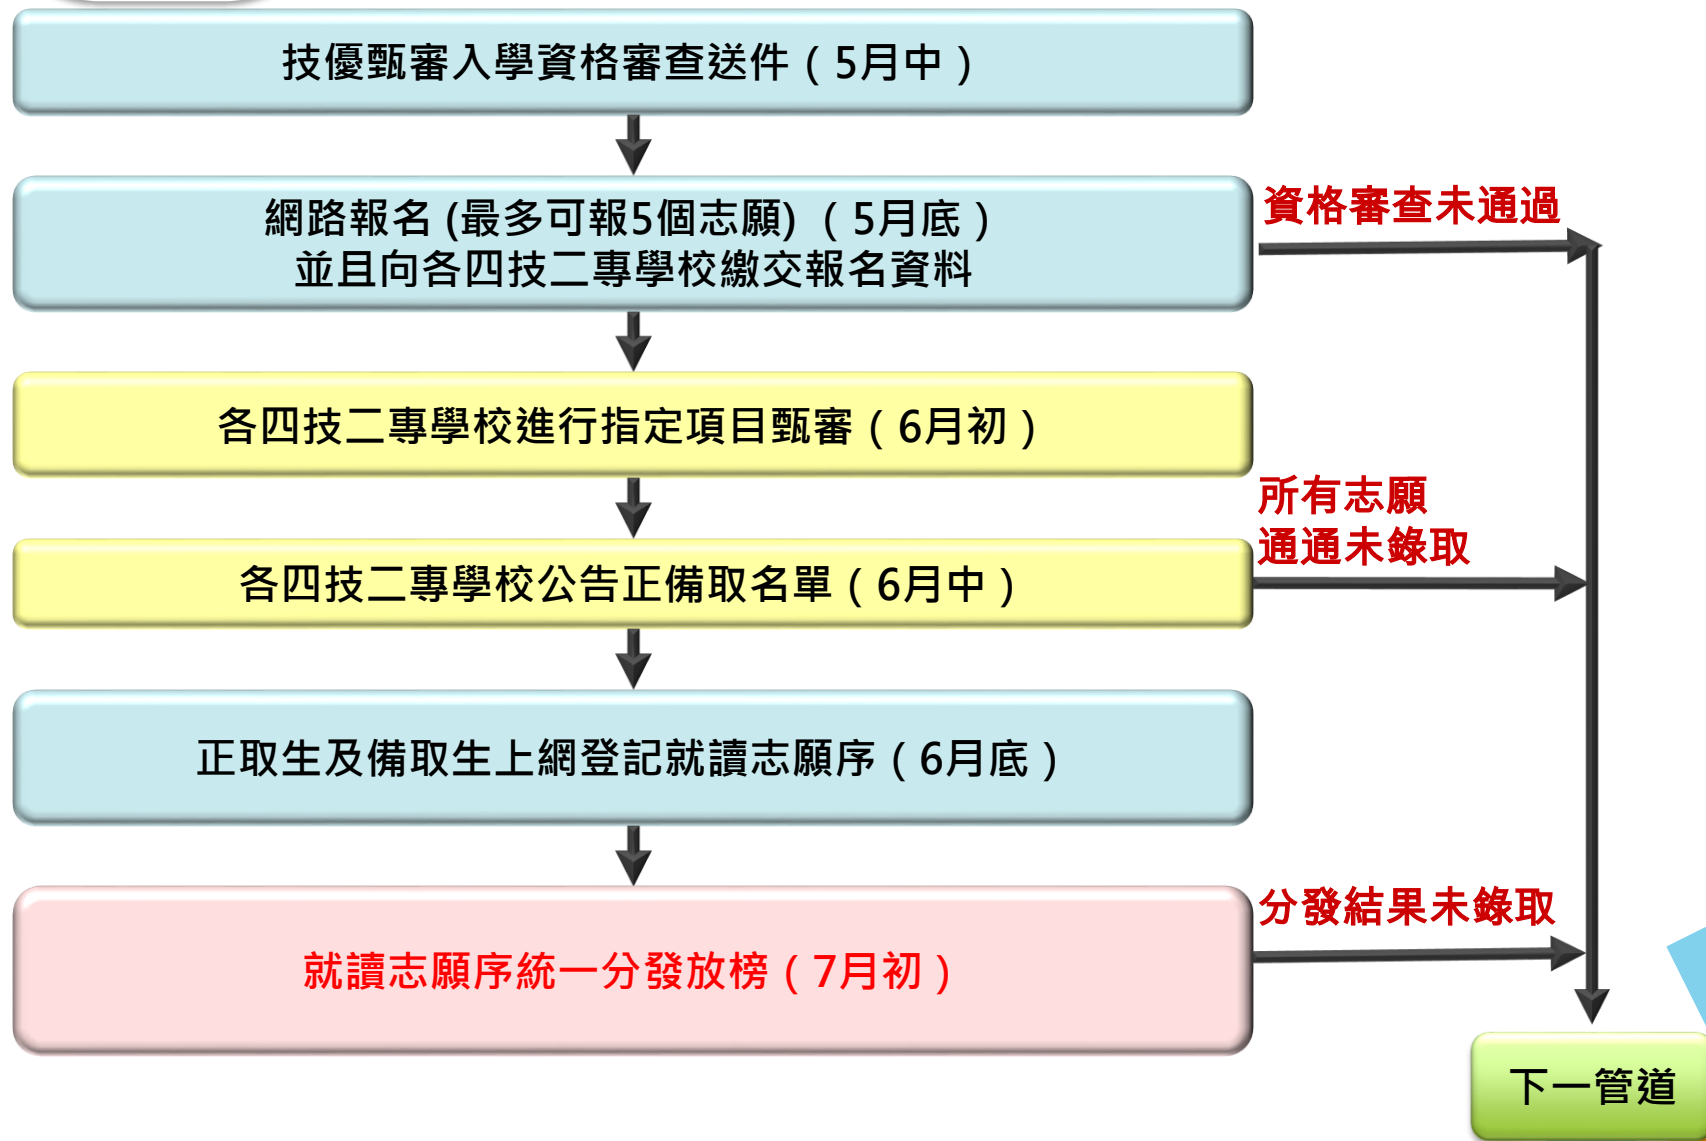 技優甄審入學資格審查送件（5月中）
網路報名 (最多可報5個志願) （5月底）
並且向各四技二專學校繳交報名資料
資格審查未通過
各四技二專學校進行指定項目甄審（6月初）
所有志願
通通未錄取
各四技二專學校公告正備取名單（6月中）
正取生及備取生上網登記就讀志願序（6月底）
分發結果未錄取
就讀志願序統一分發放榜（7月初）
下一管道